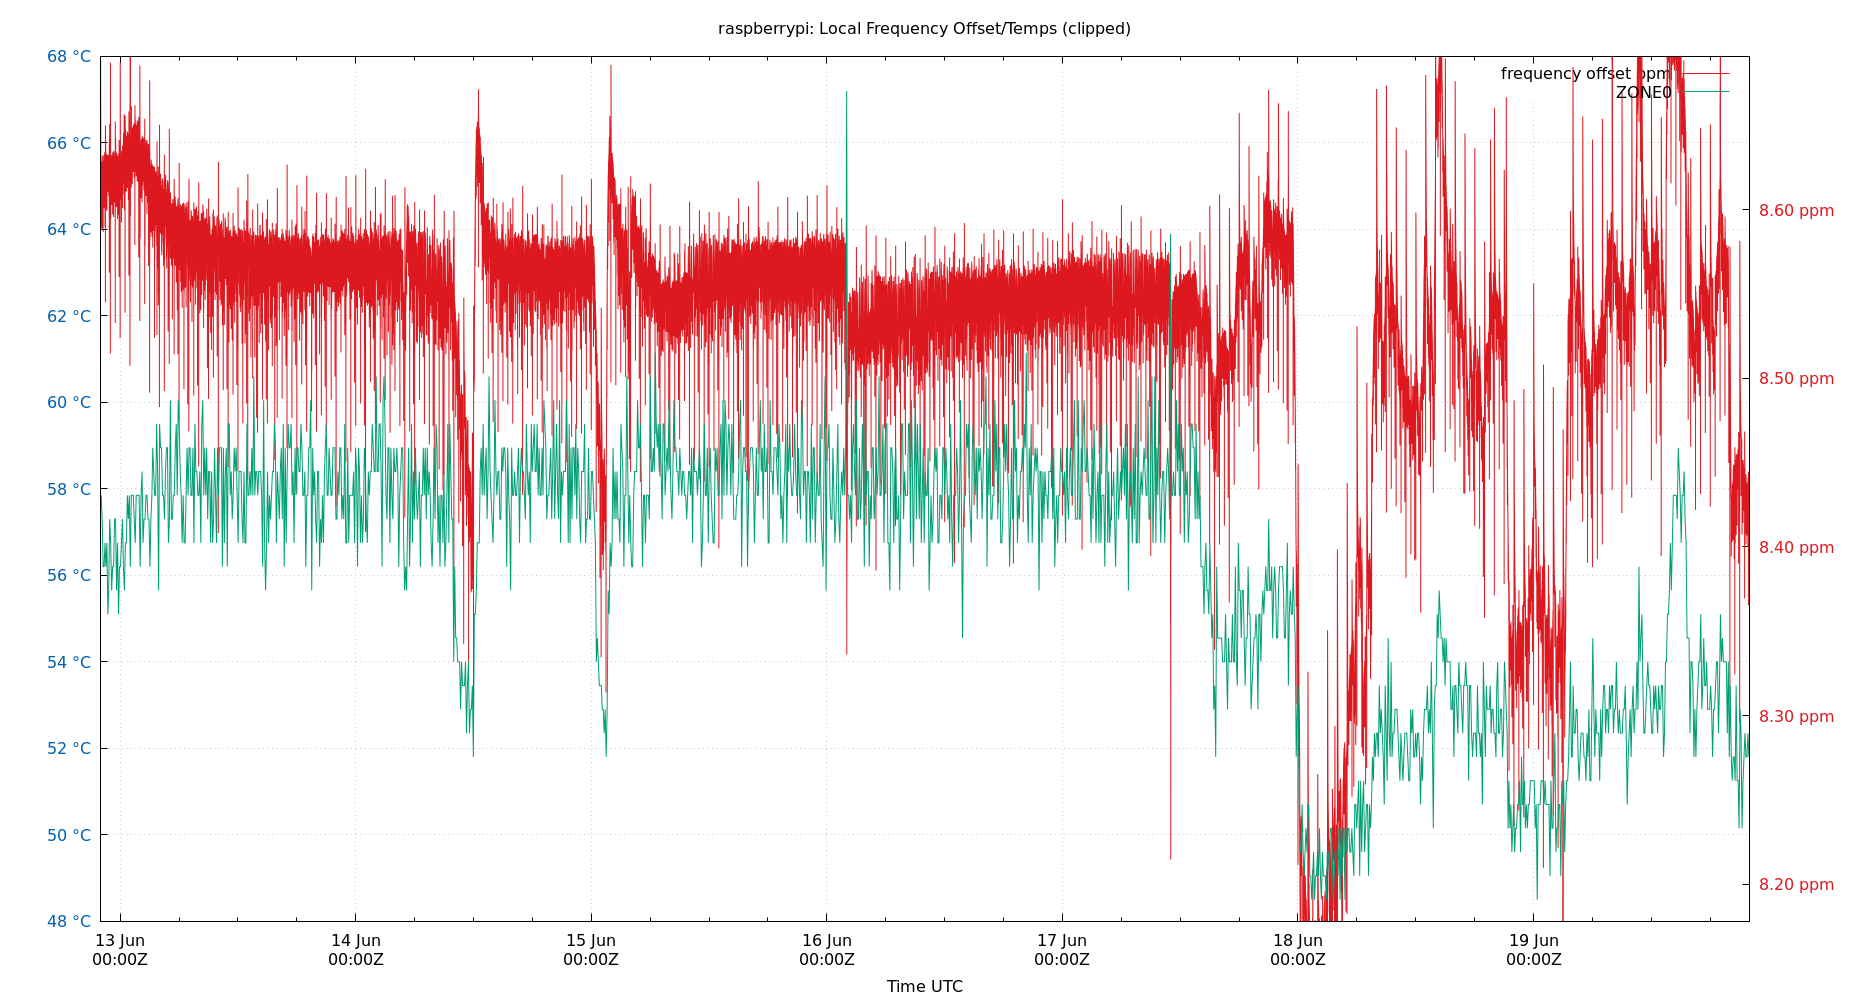 raspberrypi: Local Frequency Offset/Temps (clipped)
68 °C
66 °C
64 °C
62 °C
60 °C
58 °C
56 °C
54 °C
52 °C
50 °C
48 °C
frequency offset ppm
ZONE0
8.60 ppm
8.50 ppm
8.40 ppm
8.30 ppm
8.20 ppm
13 Jun
00:00Z
14 Jun
00:00Z
15 Jun
00:00Z
16 Jun
00:00Z
17 Jun
00:00Z
18 Jun
00:00Z
19 Jun
00:00Z
Time UTC